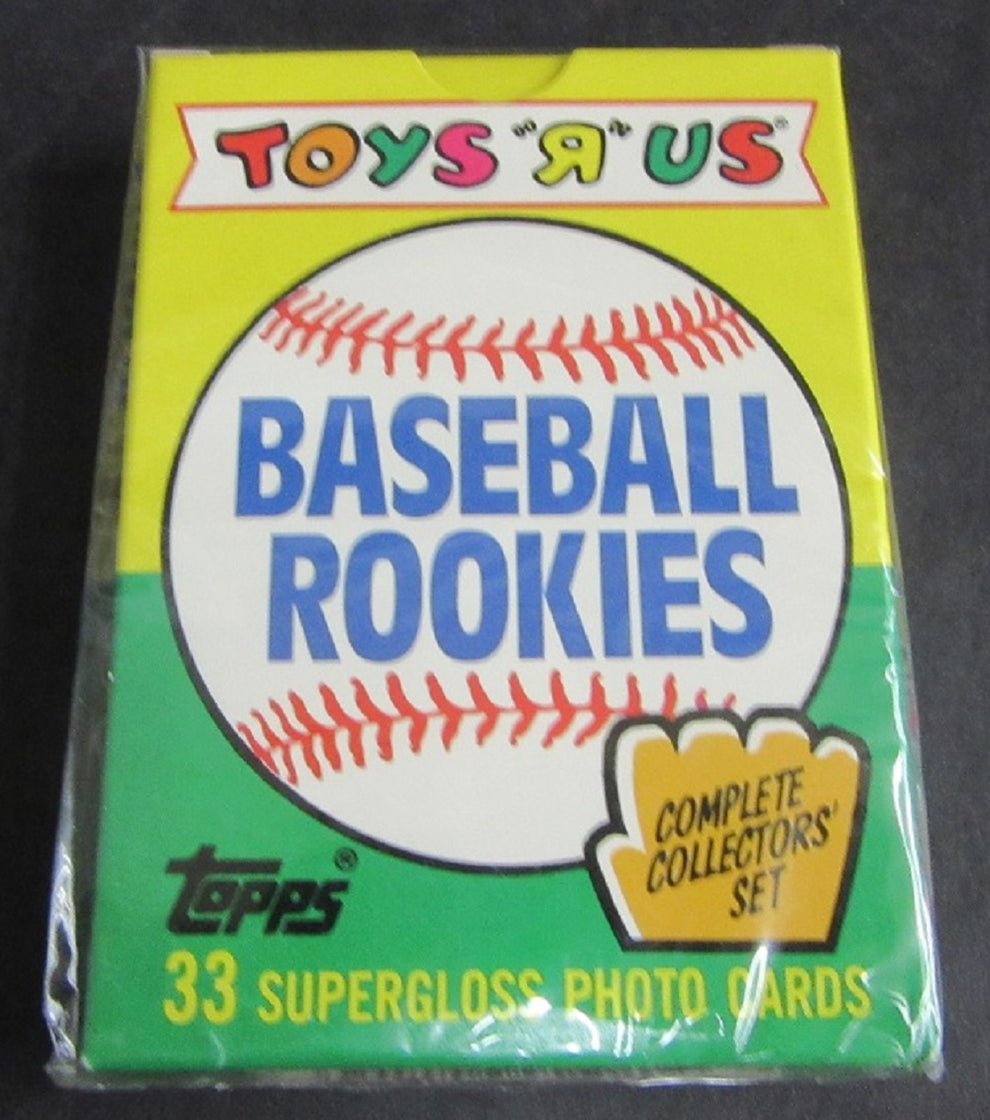 TOYS "Я" US®
BASEBALL
ROOKIES
COMPLETE
COLLECTORS'
SET
Topps®
33 SUPERGLOSS PHOTO CARDS